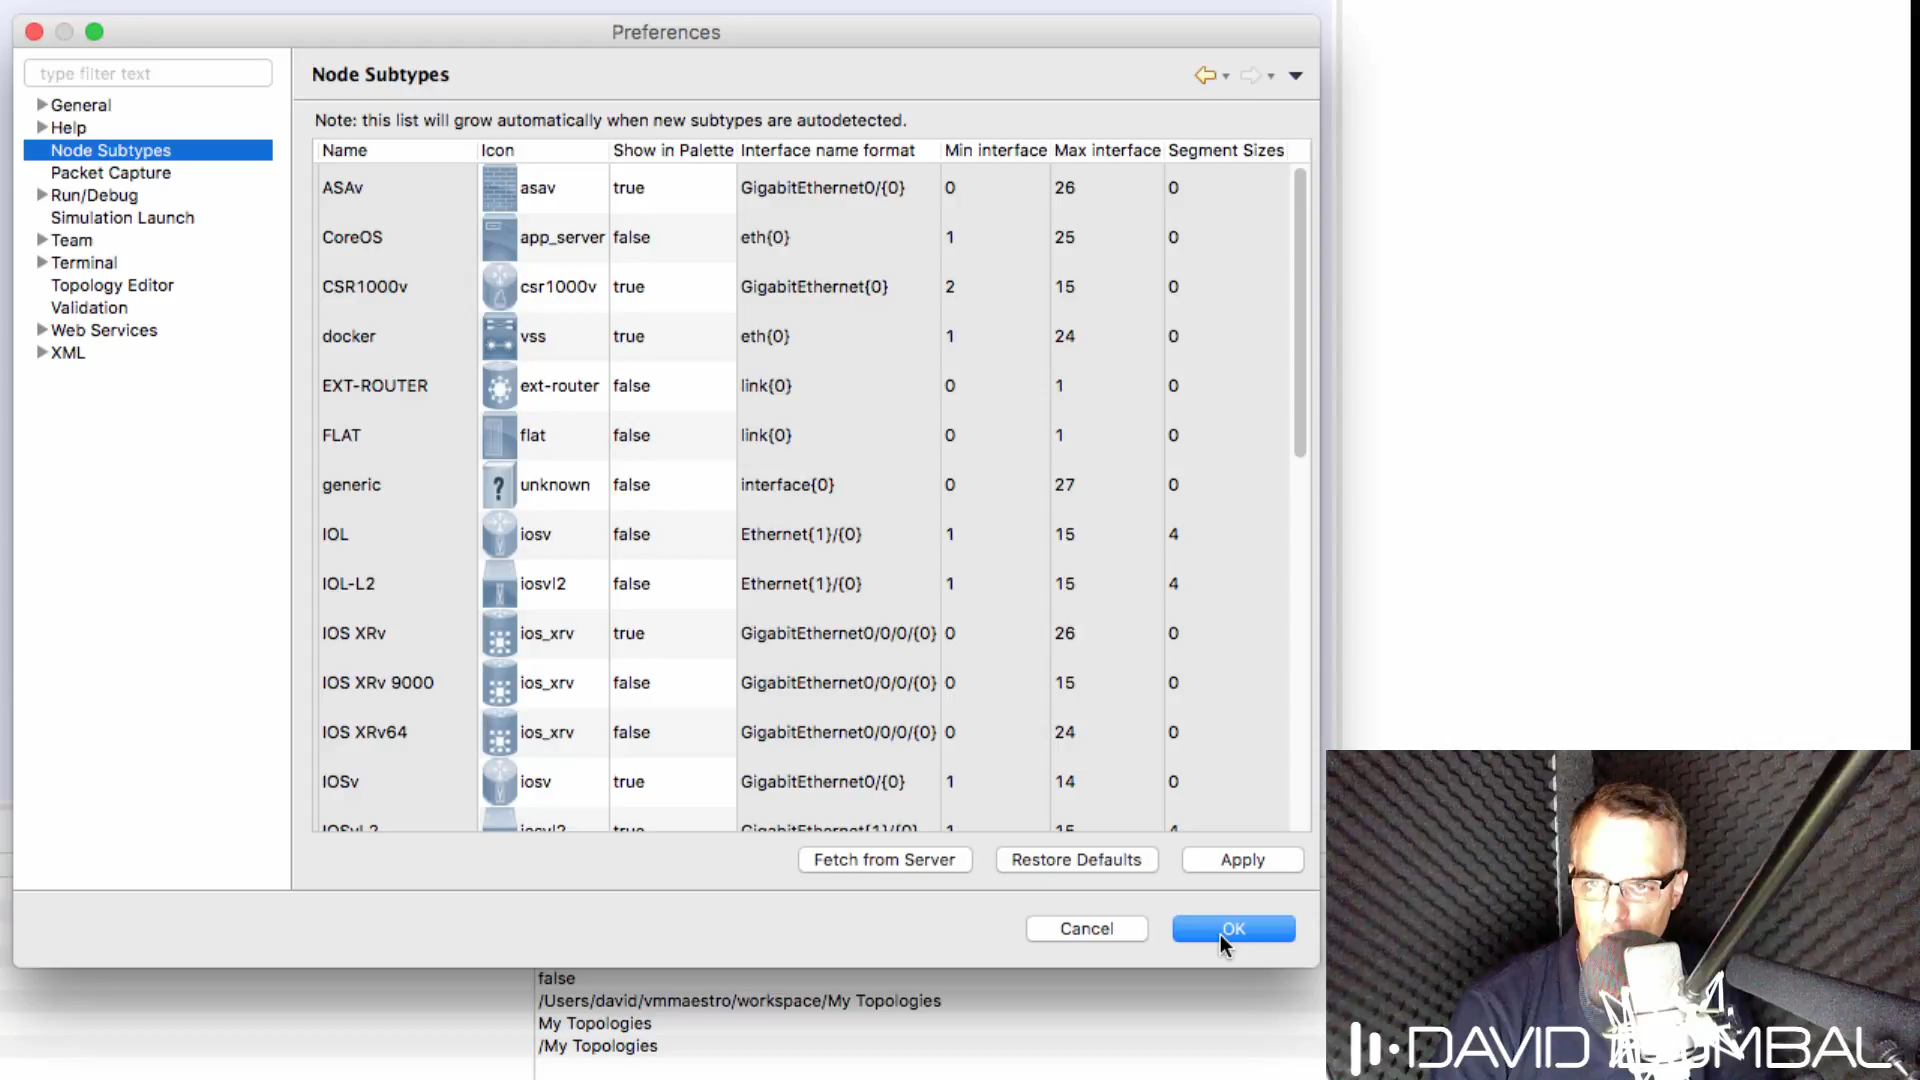 Preferences
type filter text
General
Help
Node Subtypes
Packet Capture
Run/Debug
Simulation Launch
Team
Terminal
Topology Editor
Validation
Web Services
XML
Node Subtypes
Note: this list will grow automatically when new subtypes are autodetected.
Name Icon Show in Palette Interface name format Min interface Max interface Segment Sizes
ASAv asav true GigabitEthernet0/{0} 0 26 0
CoreOS app_server false eth{0} 1 25 0
CSR1000v csr1000v true GigabitEthernet{0} 2 15 0
docker vss true eth{0} 1 24 0
EXT-ROUTER ext-router false link{0} 0 1 0
FLAT flat false link{0} 0 1 0
generic ? unknown false interface{0} 0 27 0
IOL iosv false Ethernet{1}/{0} 1 15 4
IOL-L2 iosvl2 false Ethernet{1}/{0} 1 15 4
IOS XRv ios_xrv true GigabitEthernet0/0/0/{0} 0 26 0
IOS XRv 9000 ios_xrv false GigabitEthernet0/0/0/{0} 0 15 0
IOS XRv64 ios_xrv false GigabitEthernet0/0/0/{0} 0 24 0
IOSv iosv true GigabitEthernet0/{0} 1 14 0
IOSvL2 iosvl2 true GigabitEthernet{1}/{0} 1 15 4
Fetch from Server Restore Defaults Apply
Cancel OK
false
/Users/david/vmmaestro/workspace/My Topologies
My Topologies
/My Topologies
DAVID